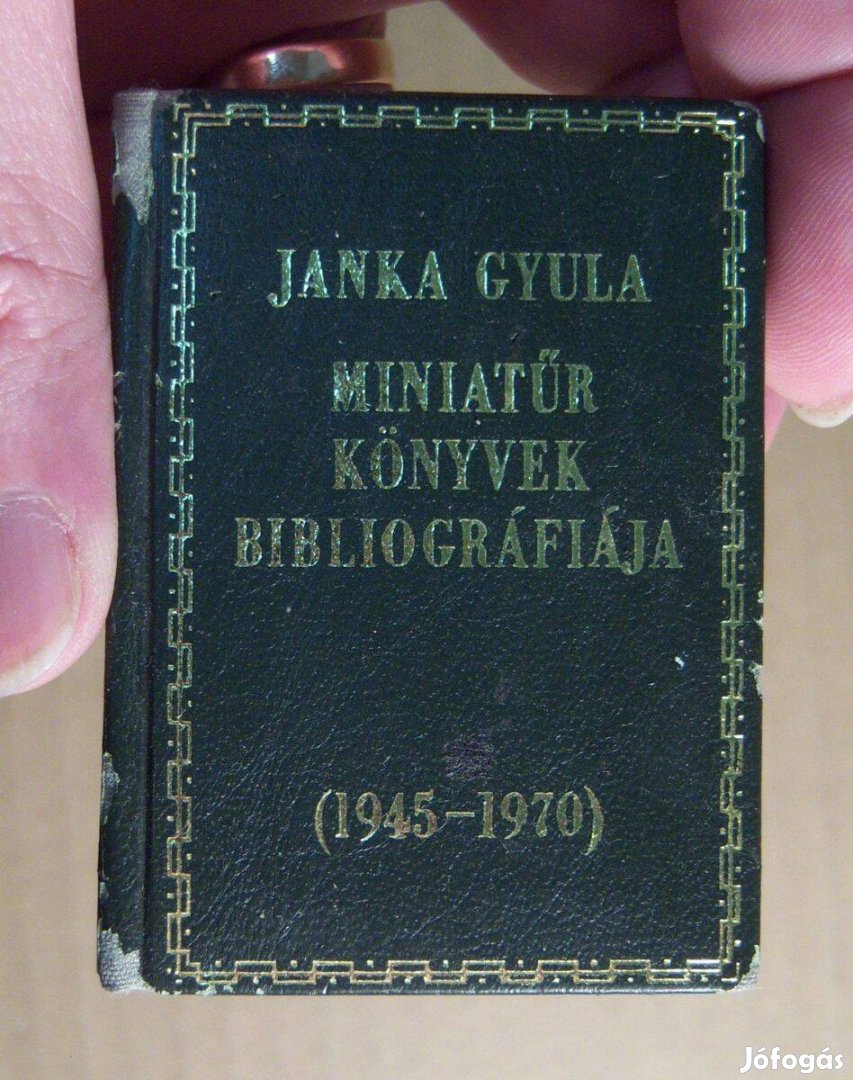 JANKA GYULA
MINIATŰR
KÖNYVEK
BIBLIOGRÁFIÁJA
(1945-1970)
Jófogás